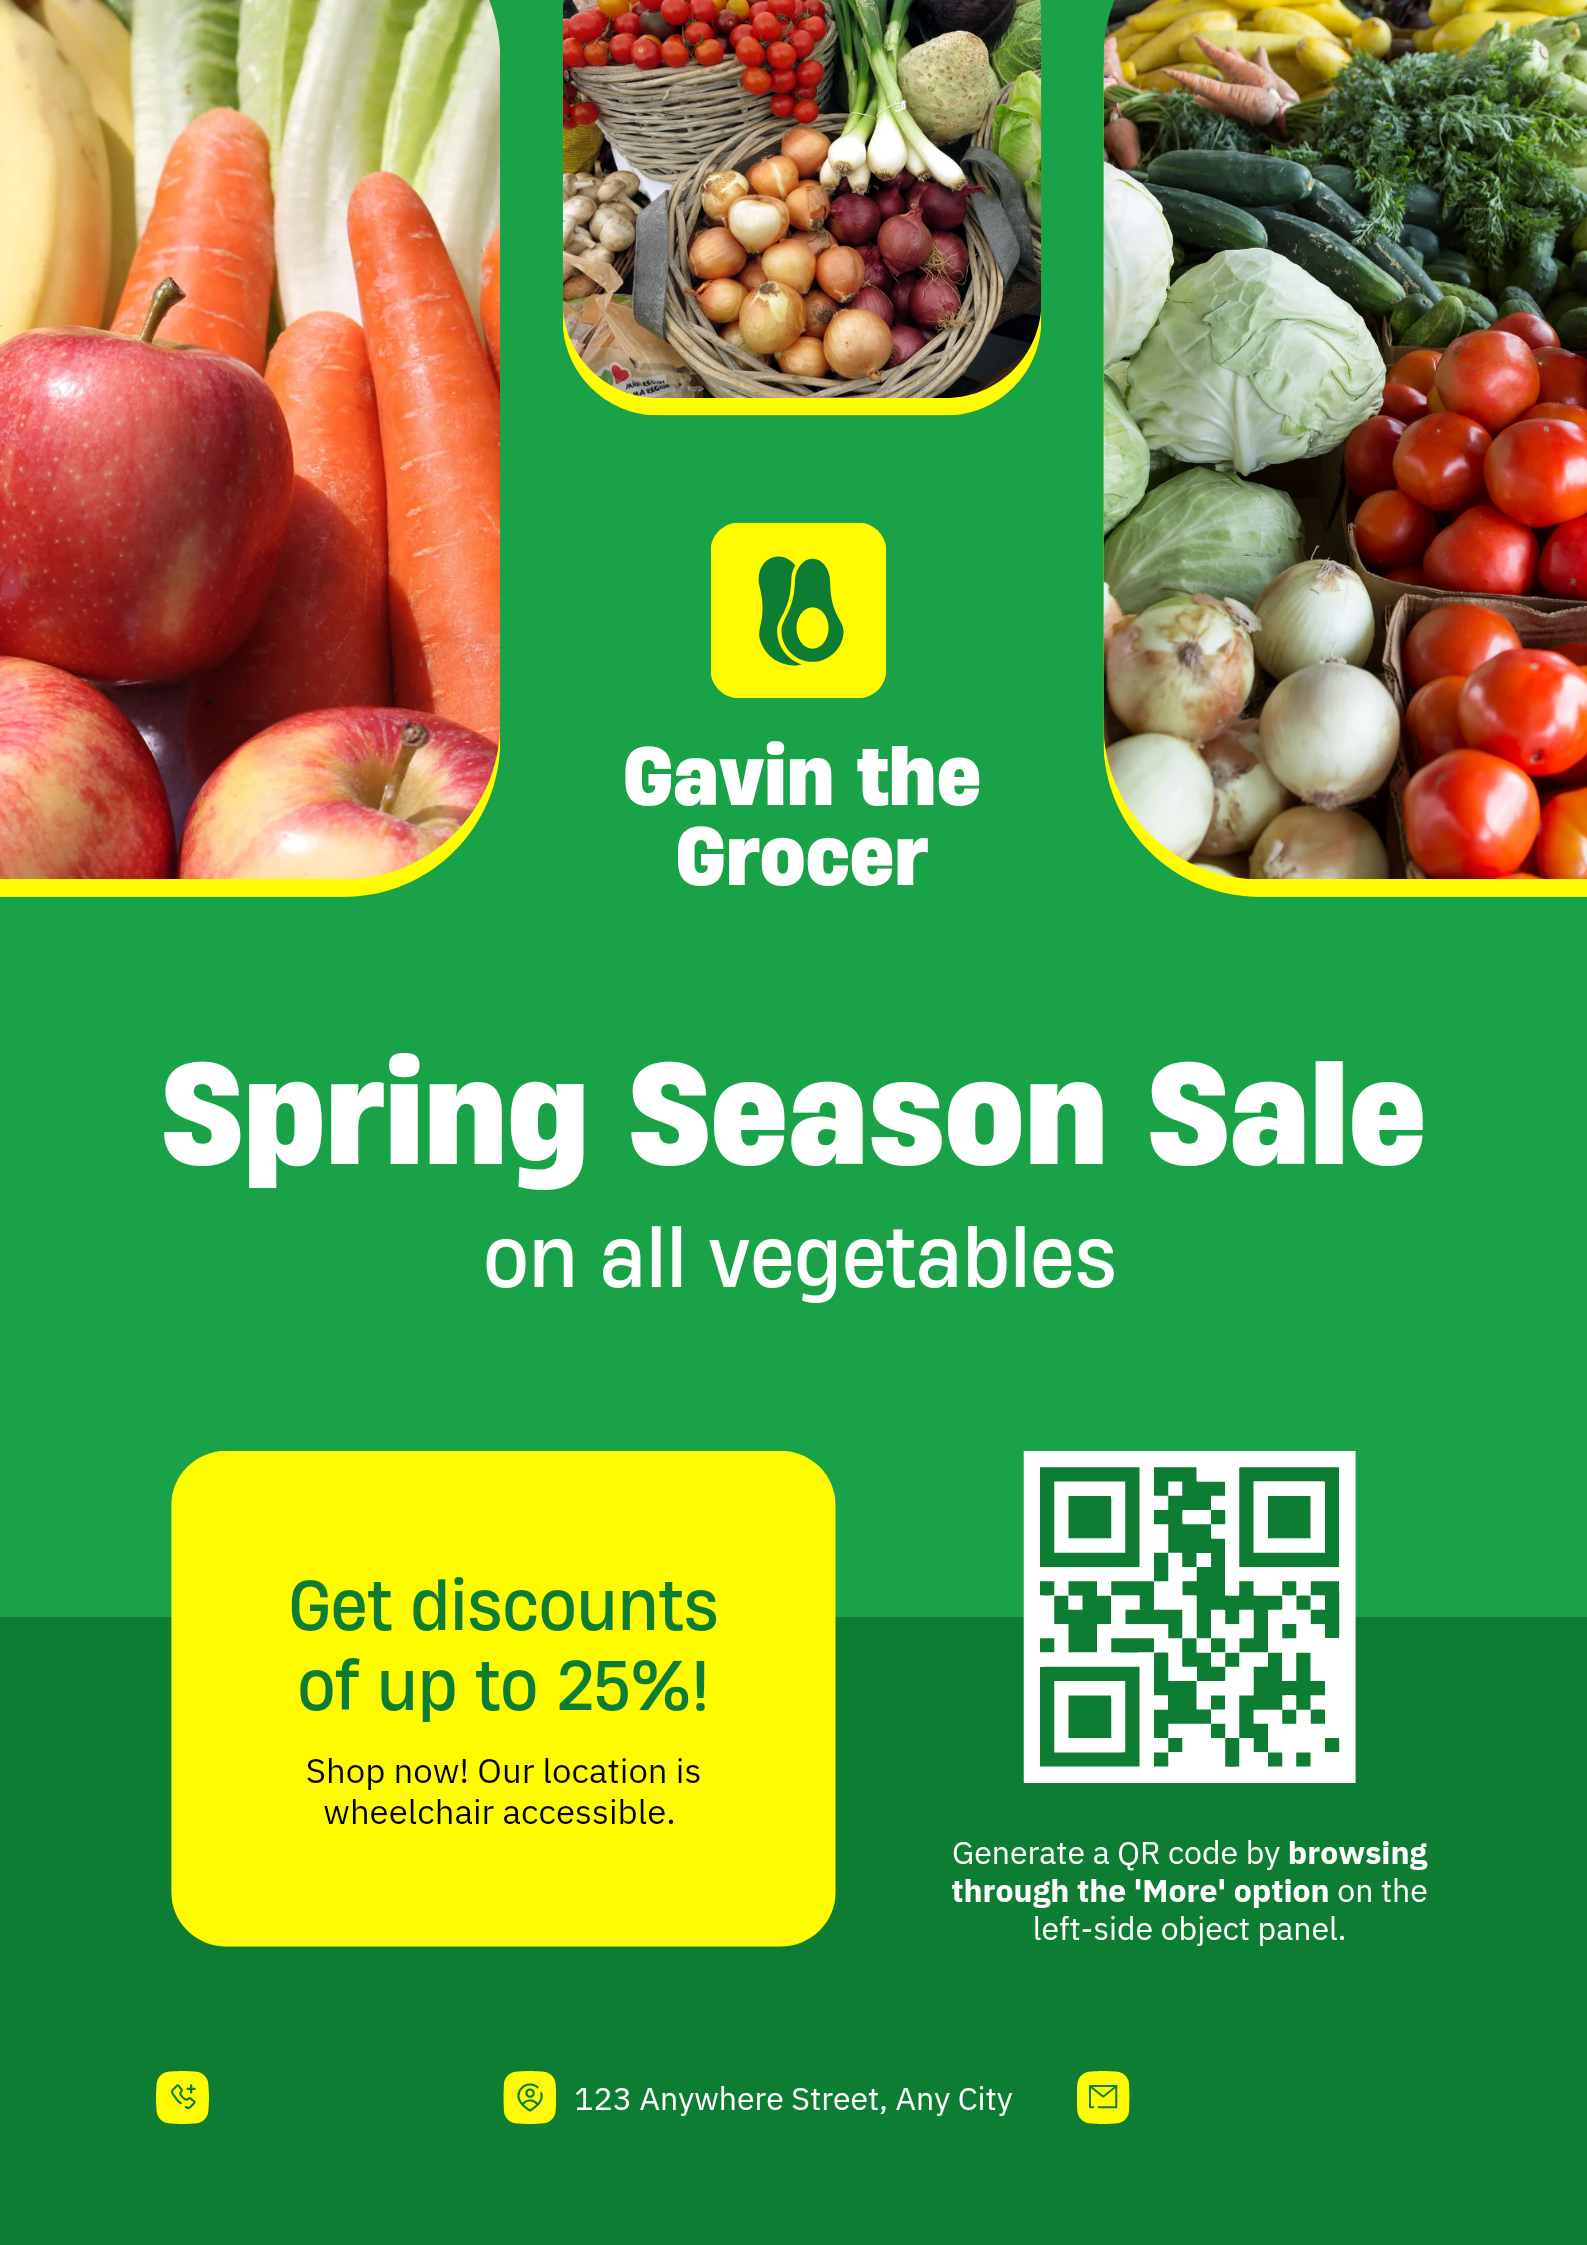 Gavin the
Grocer
Spring Season Sale
on all vegetables
Get discounts
of up to 25%!
Shop now! Our location is
wheelchair accessible.
Generate a QR code by browsing
through the 'More' option on the
left-side object panel.
123 Anywhere Street, Any City